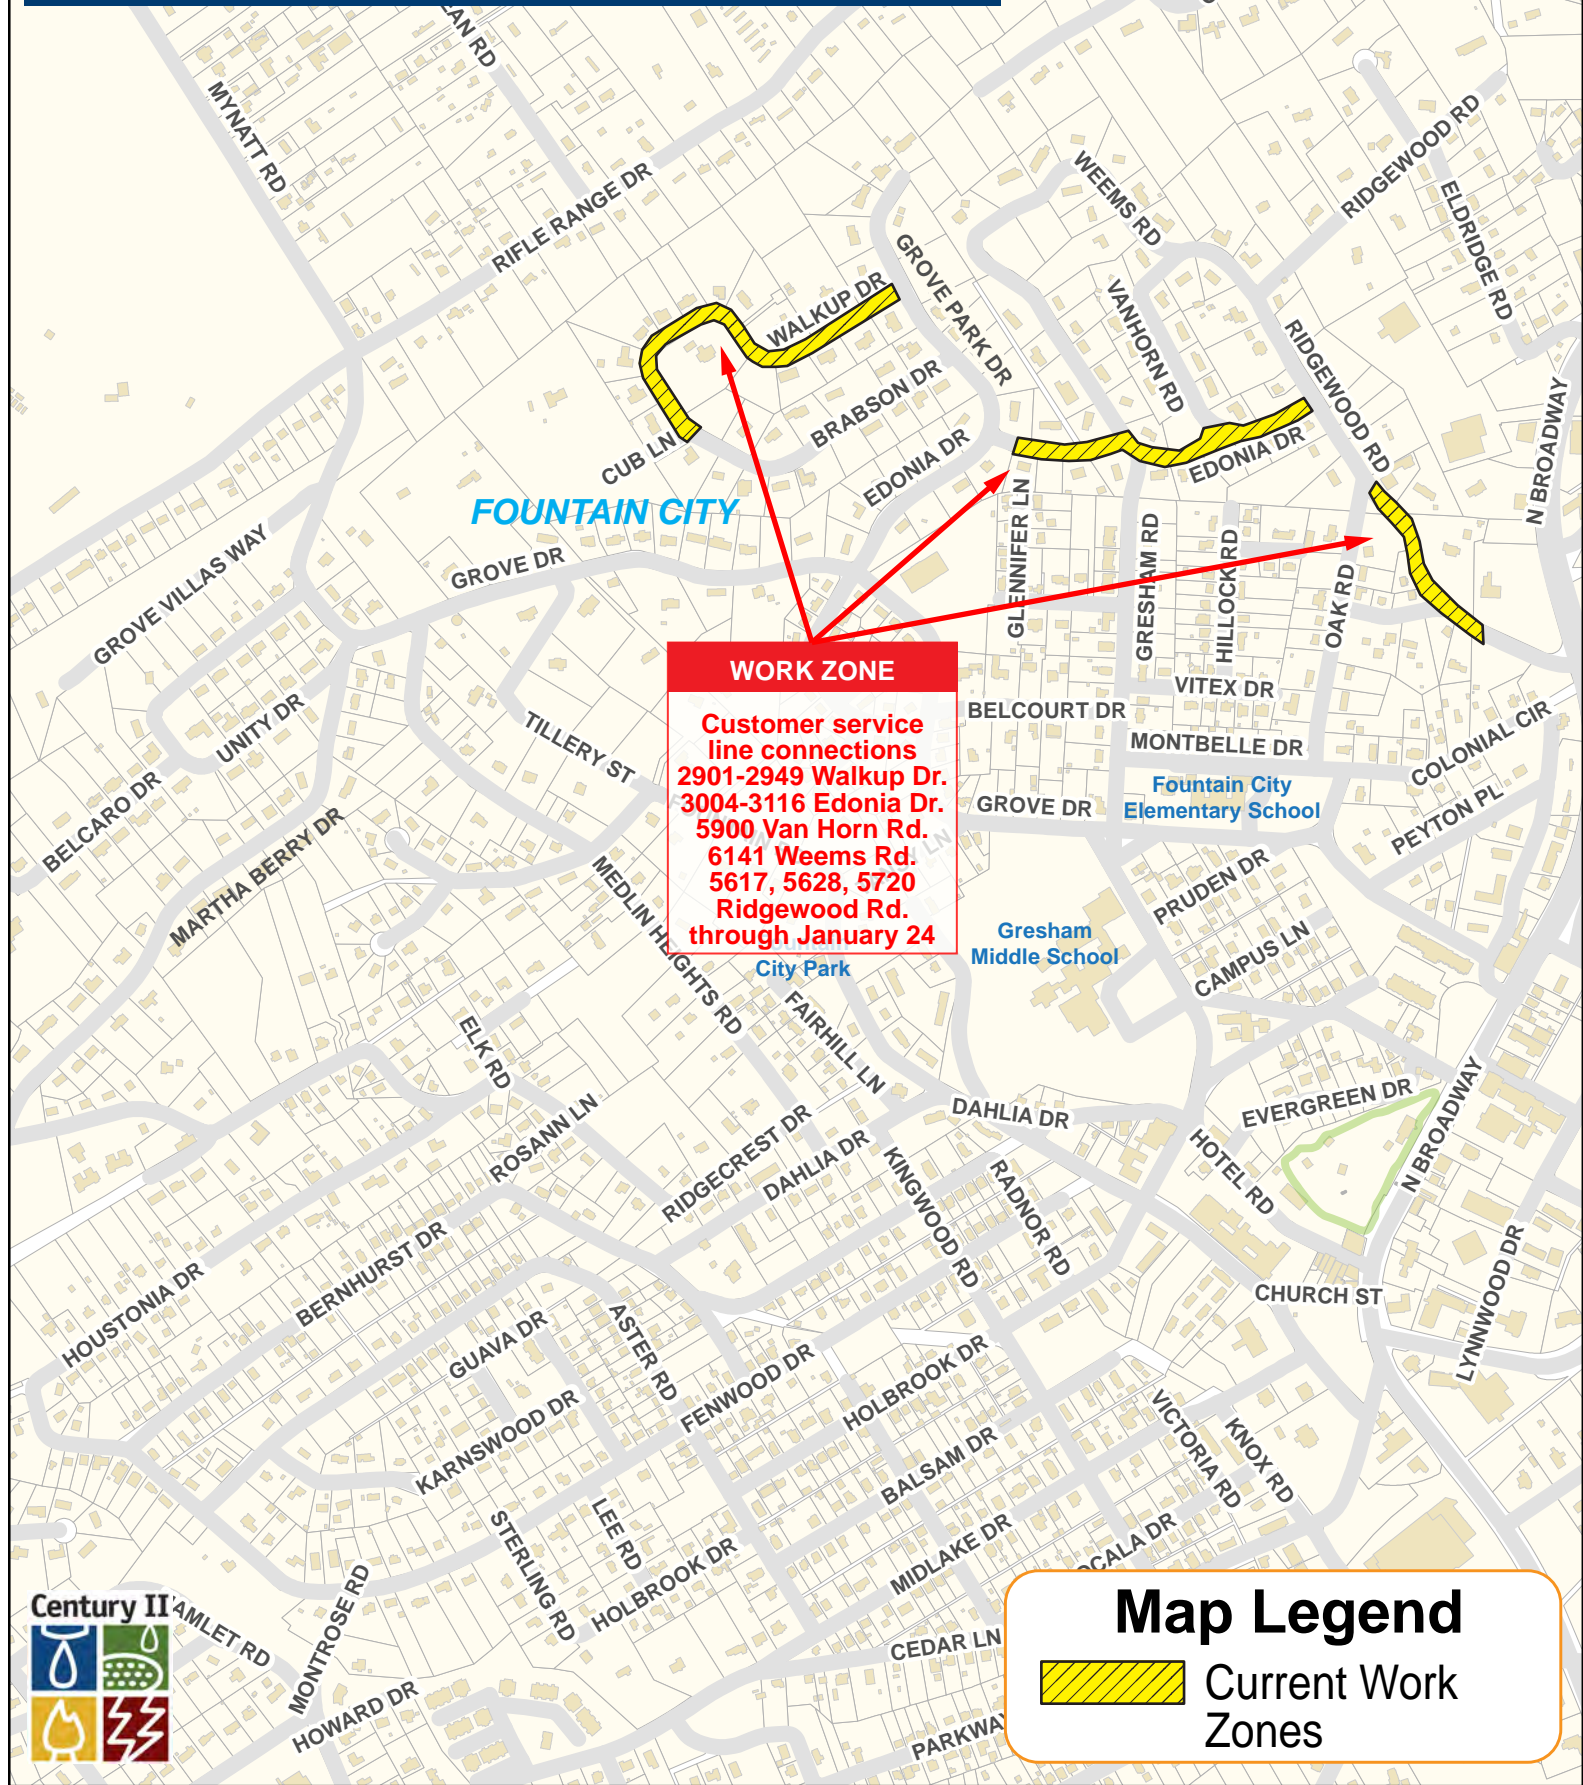 MYNATT RD
RIFLE RANGE DR
WEEMS RD
RIDGEWOOD RD
ELDRIDGE RD
GROVE PARK DR
WALKUP DR
VANHORN RD
RIDGEWOOD RD
N BROADWAY
BRABSON DR
CUB LN
EDONIA DR
EDONIA DR
FOUNTAIN CITY
GROVE VILLAS WAY
GROVE DR
GLENNIFER LN
GRESHAM RD
HILLOCK RD
OAK RD
WORK ZONE
Customer service
line connections
2901-2949 Walkup Dr.
3004-3116 Edonia Dr.
5900 Van Horn Rd.
6141 Weems Rd.
5617, 5628, 5720
Ridgewood Rd.
through January 24
VITEX DR
BELCOURT DR
MONTBELLE DR
COLONIAL CIR
UNITY DR
TILLERY ST
BELCARO DR
MARTHA BERRY DR
GROVE DR
Fountain City
Elementary School
PEYTON PL
MEDLIN HEIGHTS RD
PRUDEN DR
CAMPUS LN
Gresham
Middle School
City Park
FAIRHILL LN
ELK RD
ROSANN LN
RIDGECREST DR
DAHLIA DR
DAHLIA DR
EVERGREEN DR
N BROADWAY
HOTEL RD
KINGWOOD RD
RADNOR RD
CHURCH ST
LYNNWOOD DR
HOUSTONIA DR
BERNHURST DR
GUAVA DR
ASTER RD
FENWOOD DR
HOLBROOK DR
KARNSWOOD DR
BALSAM DR
VICTORIA RD
KNOX RD
STERLING RD
LEE RD
HOLBROOK DR
MIDLAKE DR
OCALA DR
MONTROSE RD
HOWARD DR
CEDAR LN
PARKWAY
Century II
Map Legend
Current Work
Zones